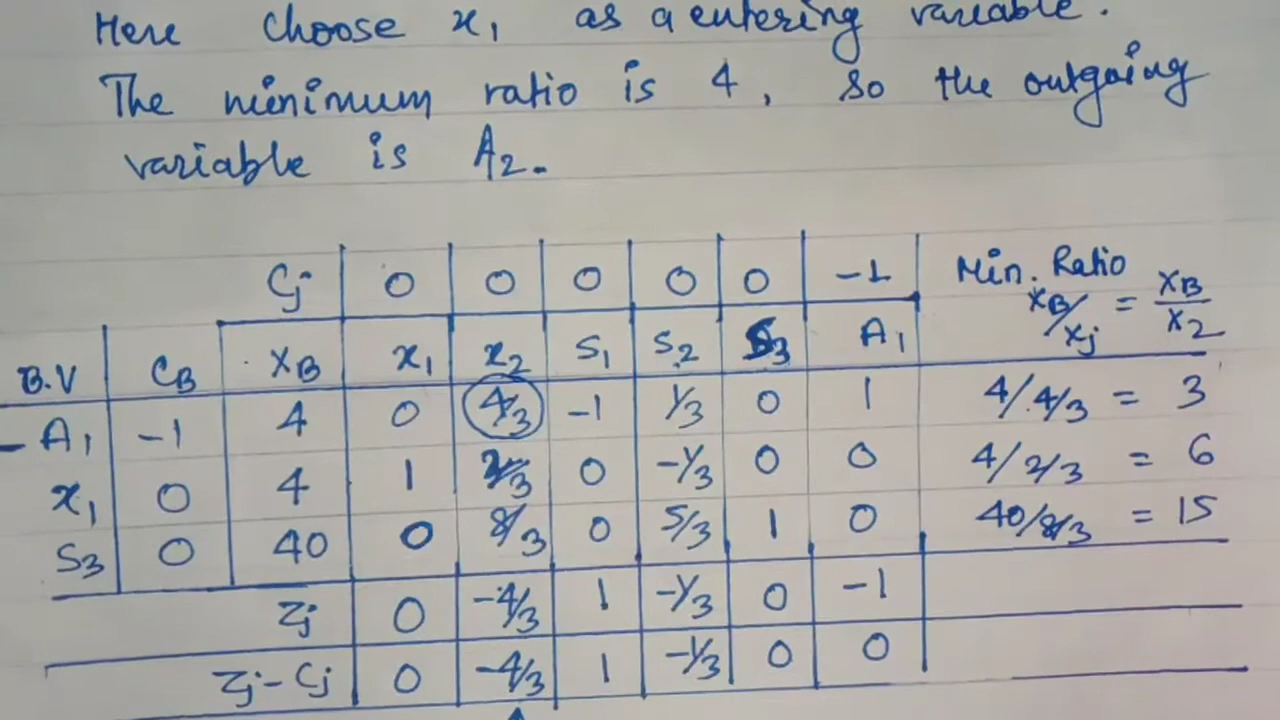 Here choose x₁ as a entering variable.
The minimum ratio is 4, so the outgoing
variable is A₂.
Cj 0 0 0 0 0 -1 Min. Ratio
B.V CB XB x₁ x₂ S₁ S₂ S₃ A₁ XB/Xj = XB/X₂
- A₁ -1 4 0 4/3 -1 1/3 0 1 4/4/3 = 3
x₁ 0 4 1 2/3 0 -1/3 0 0 4/2/3 = 6
S₃ 0 40 0 8/3 0 5/3 1 0 40/8/3 = 15
Zj 0 -4/3 1 -1/3 0 -1
Zj-Cj 0 -4/3 1 -1/3 0 0